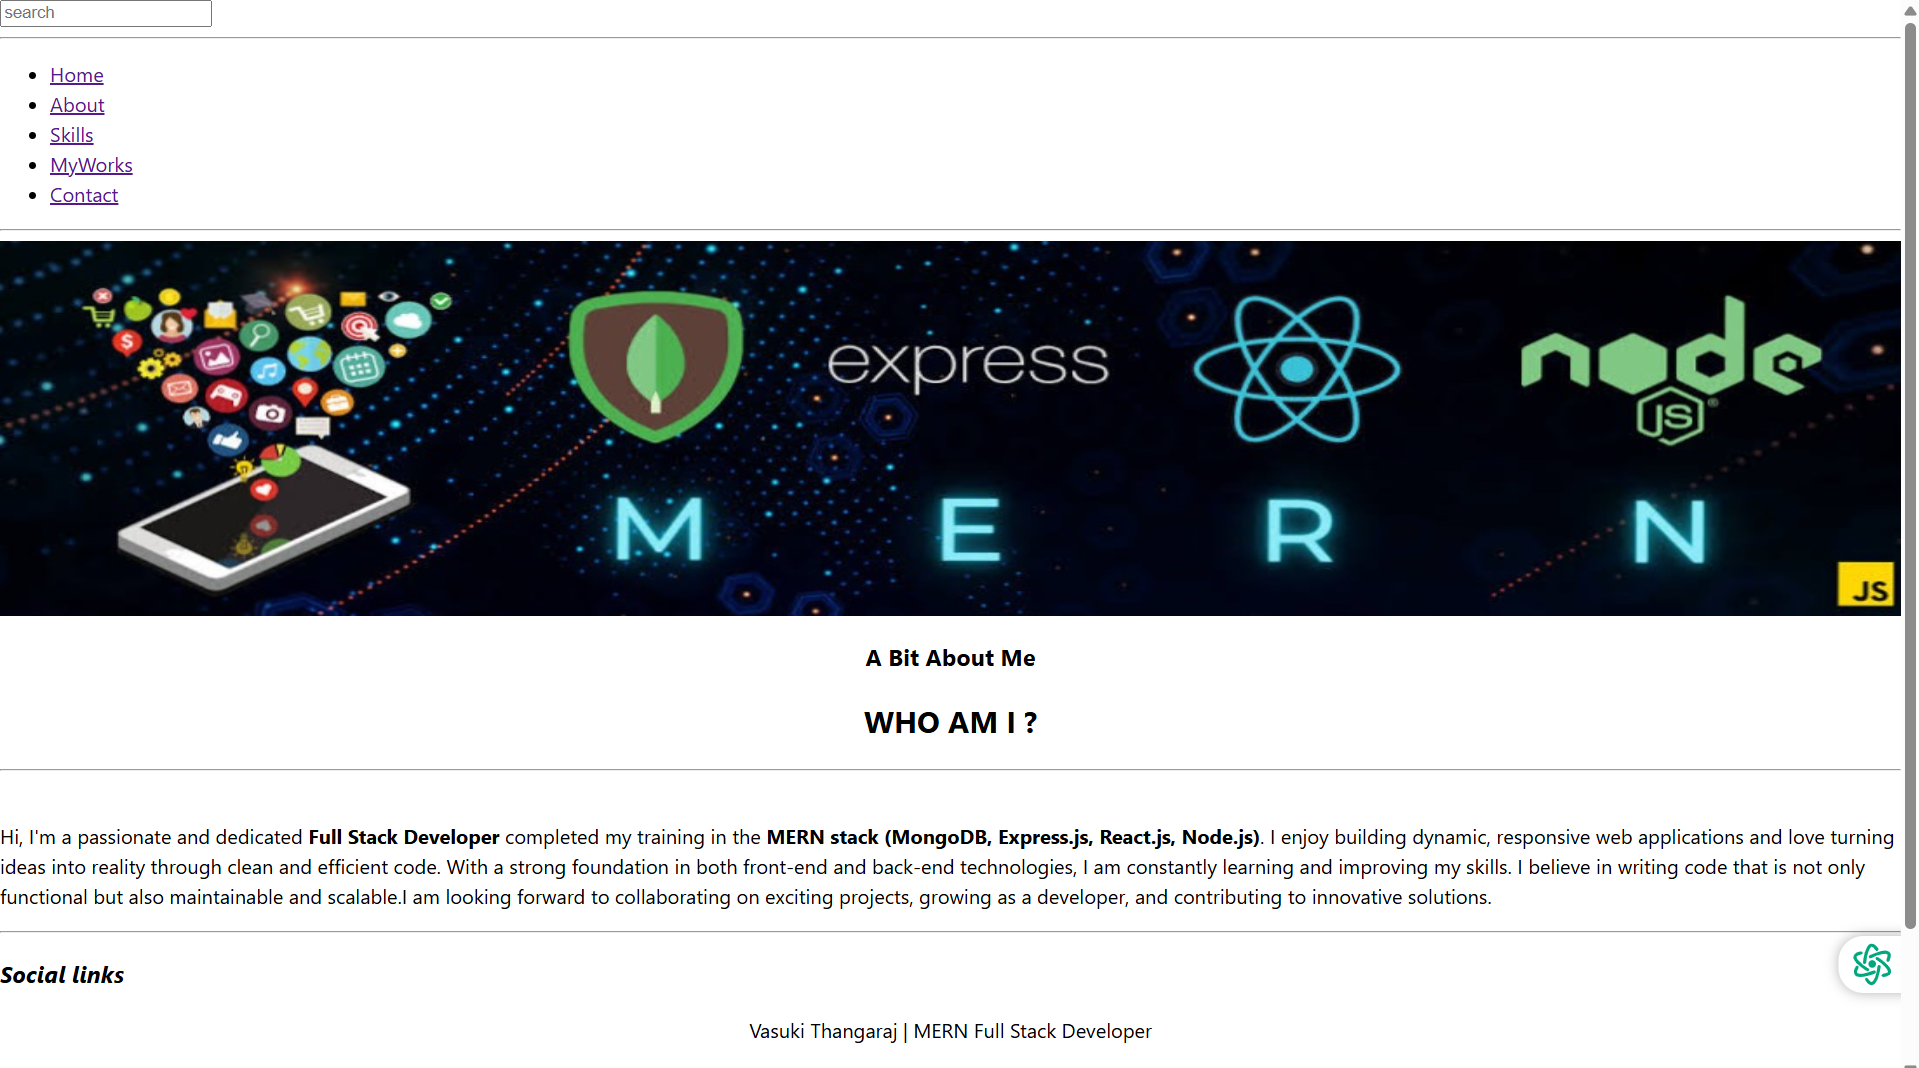 search
Home
About
Skills
MyWorks
Contact
express
node
JS
M E R N
JS
A Bit About Me
WHO AM I ?
Hi, I'm a passionate and dedicated Full Stack Developer completed my training in the MERN stack (MongoDB, Express.js, React.js, Node.js). I enjoy building dynamic, responsive web applications and love turning
ideas into reality through clean and efficient code. With a strong foundation in both front-end and back-end technologies, I am constantly learning and improving my skills. I believe in writing code that is not only
functional but also maintainable and scalable.I am looking forward to collaborating on exciting projects, growing as a developer, and contributing to innovative solutions.
Social links
Vasuki Thangaraj | MERN Full Stack Developer